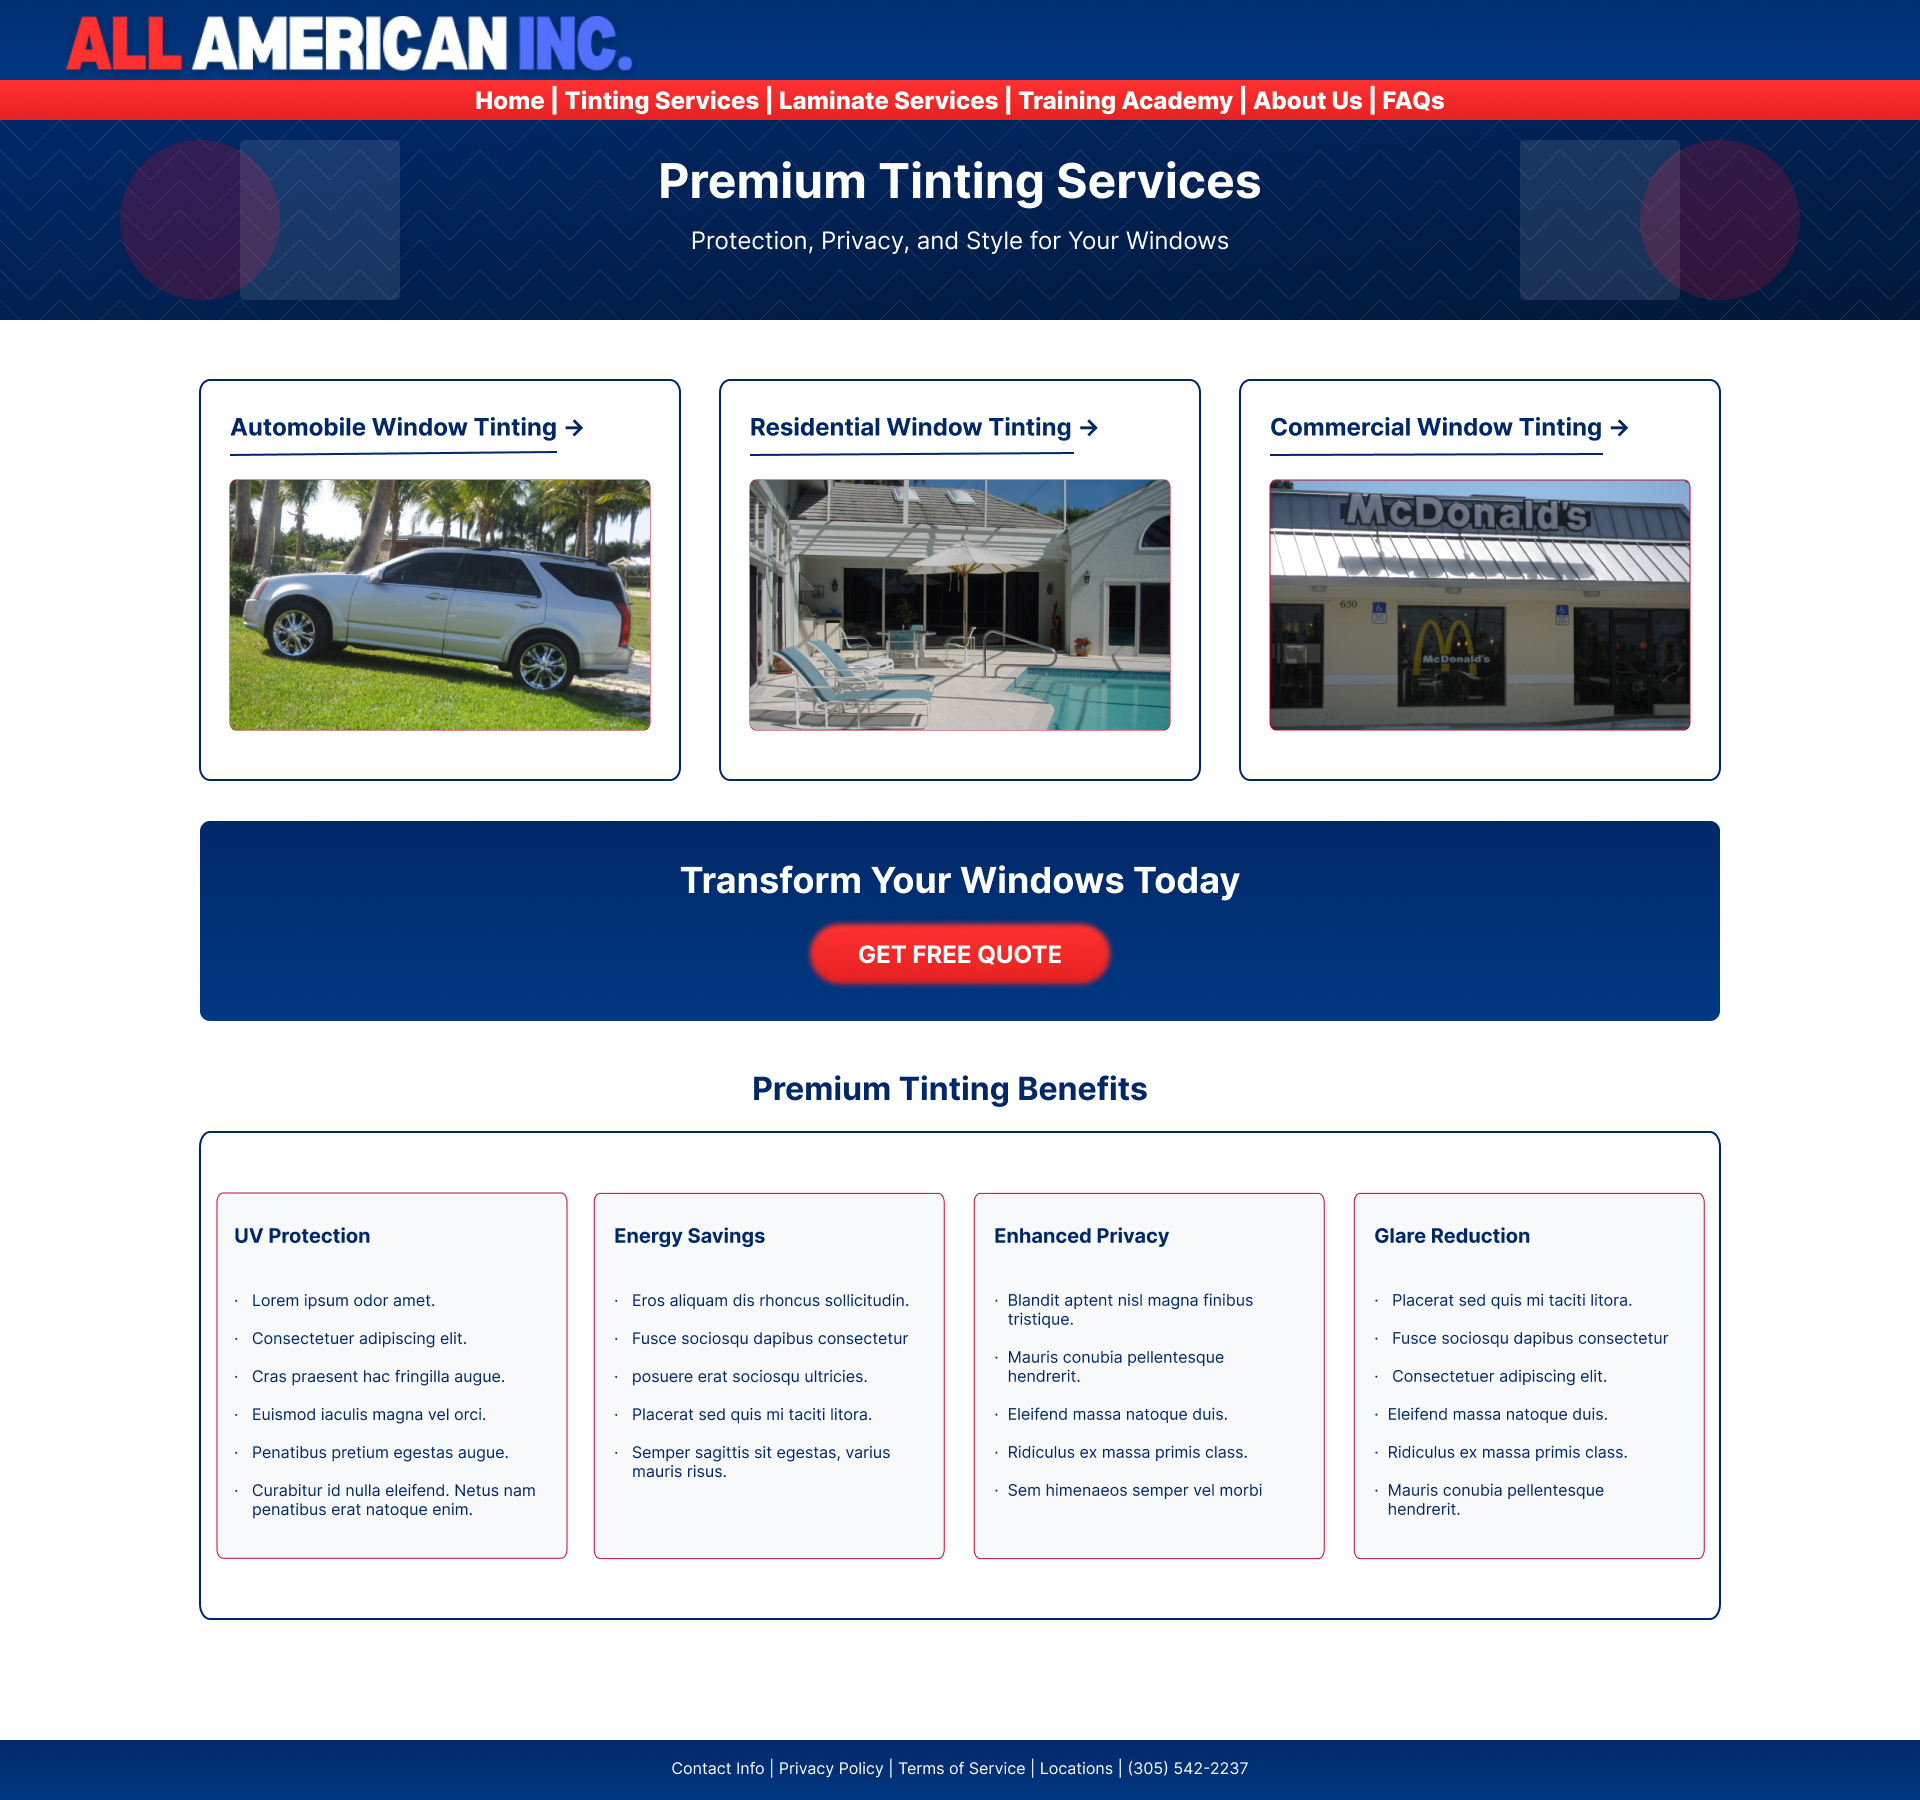 ALL AMERICAN INC.
Home | Tinting Services | Laminate Services | Training Academy | About Us | FAQs
Premium Tinting Services
Protection, Privacy, and Style for Your Windows
Automobile Window Tinting →
Residential Window Tinting →
Commercial Window Tinting →
McDonald's
630
McDonald's
Transform Your Windows Today
GET FREE QUOTE
Premium Tinting Benefits
UV Protection
· Lorem ipsum odor amet.
· Consectetuer adipiscing elit.
· Cras praesent hac fringilla augue.
· Euismod iaculis magna vel orci.
· Penatibus pretium egestas augue.
· Curabitur id nulla eleifend. Netus nam
penatibus erat natoque enim.
Energy Savings
· Eros aliquam dis rhoncus sollicitudin.
· Fusce sociosqu dapibus consectetur
· posuere erat sociosqu ultricies.
· Placerat sed quis mi taciti litora.
· Semper sagittis sit egestas, varius
mauris risus.
Enhanced Privacy
· Blandit aptent nisl magna finibus
tristique.
· Mauris conubia pellentesque
hendrerit.
· Eleifend massa natoque duis.
· Ridiculus ex massa primis class.
· Sem himenaeos semper vel morbi
Glare Reduction
· Placerat sed quis mi taciti litora.
· Fusce sociosqu dapibus consectetur
· Consectetuer adipiscing elit.
· Eleifend massa natoque duis.
· Ridiculus ex massa primis class.
· Mauris conubia pellentesque
hendrerit.
Contact Info | Privacy Policy | Terms of Service | Locations | (305) 542-2237